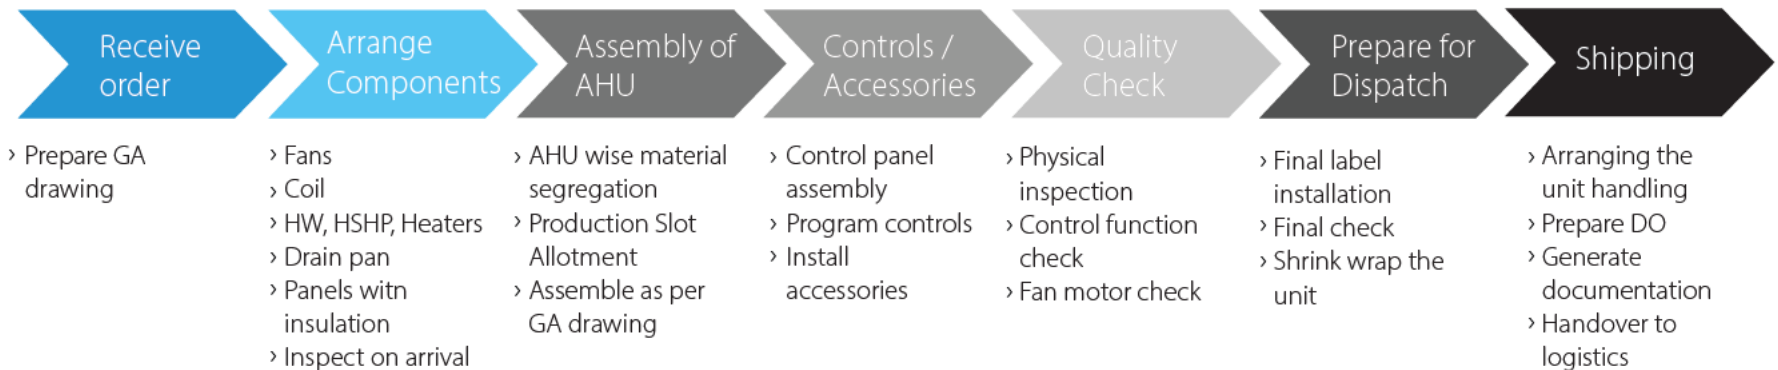 Receive
order
Arrange
Components
Assembly of
AHU
Controls /
Accessories
Quality
Check
Prepare for
Dispatch
Shipping
› Prepare GA
drawing
› Fans
› Coil
› HW, HSHP, Heaters
› Drain pan
› Panels witn
insulation
› Inspect on arrival
› AHU wise material
segregation
› Production Slot
Allotment
› Assemble as per
GA drawing
› Control panel
assembly
› Program controls
› Install
accessories
› Physical
inspection
› Control function
check
› Fan motor check
› Final label
installation
› Final check
› Shrink wrap the
unit
› Arranging the
unit handling
› Prepare DO
› Generate
documentation
› Handover to
logistics